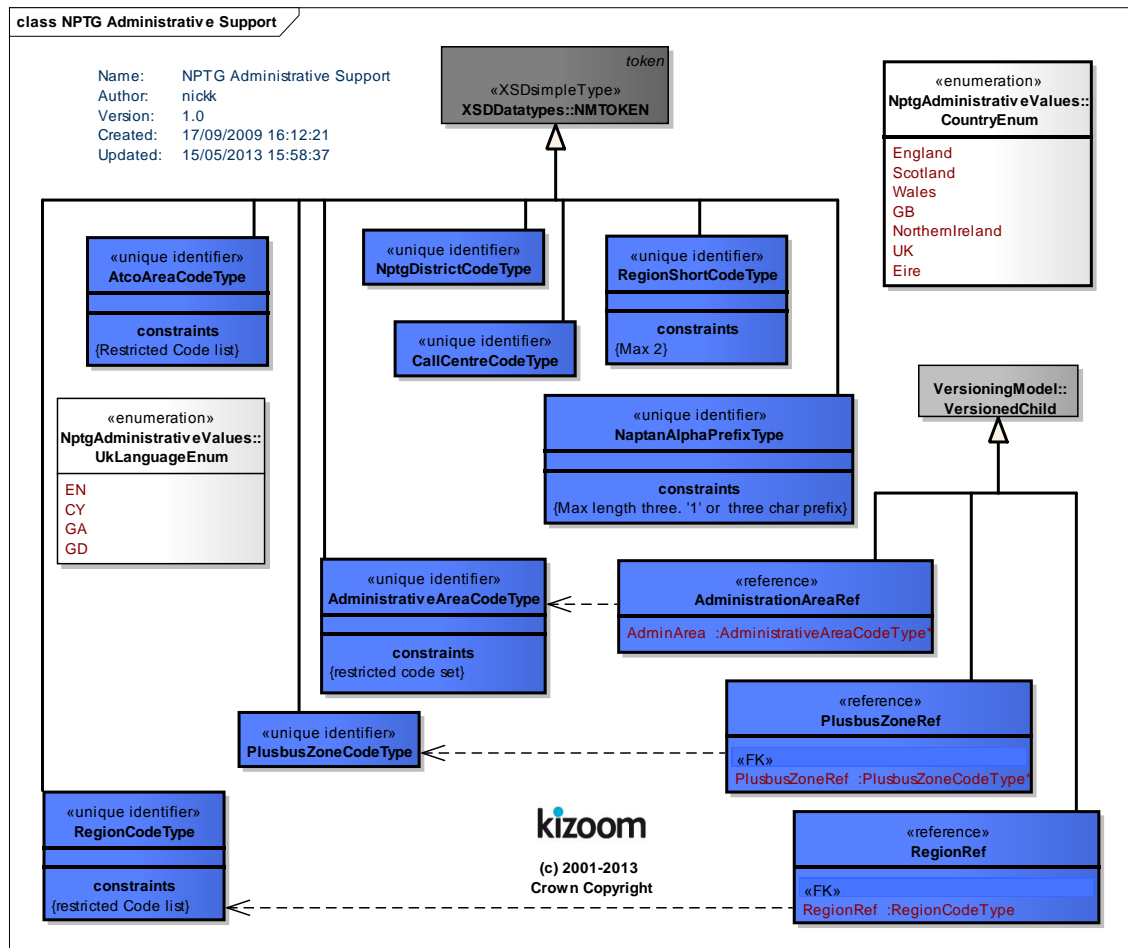 class NPTG Administrative Support
Name: NPTG Administrative Support
Author: nickk
Version: 1.0
Created: 17/09/2009 16:12:21
Updated: 15/05/2013 15:58:37
token
«XSDsimpleType»
XSDDatatypes::NMTOKEN
«enumeration»
NptgAdministrativeValues::
CountryEnum
England
Scotland
Wales
GB
NorthernIreland
UK
Eire
«unique identifier»
AtcoAreaCodeType
constraints
{Restricted Code list}
«unique identifier»
NptgDistrictCodeType
«unique identifier»
RegionShortCodeType
constraints
{Max 2}
«unique identifier»
CallCentreCodeType
VersioningModel::
VersionedChild
«enumeration»
NptgAdministrativeValues::
UkLanguageEnum
EN
CY
GA
GD
«unique identifier»
NaptanAlphaPrefixType
constraints
{Max length three. '1' or three char prefix}
«unique identifier»
AdministrativeAreaCodeType
constraints
{restricted code set}
«reference»
AdministrationAreaRef
AdminArea :AdministrativeAreaCodeType*
«unique identifier»
PlusbusZoneCodeType
«reference»
PlusbusZoneRef
«FK»
PlusbusZoneRef :PlusbusZoneCodeType*
«unique identifier»
RegionCodeType
constraints
{restricted Code list}
kizoom
(c) 2001-2013
Crown Copyright
«reference»
RegionRef
«FK»
RegionRef :RegionCodeType